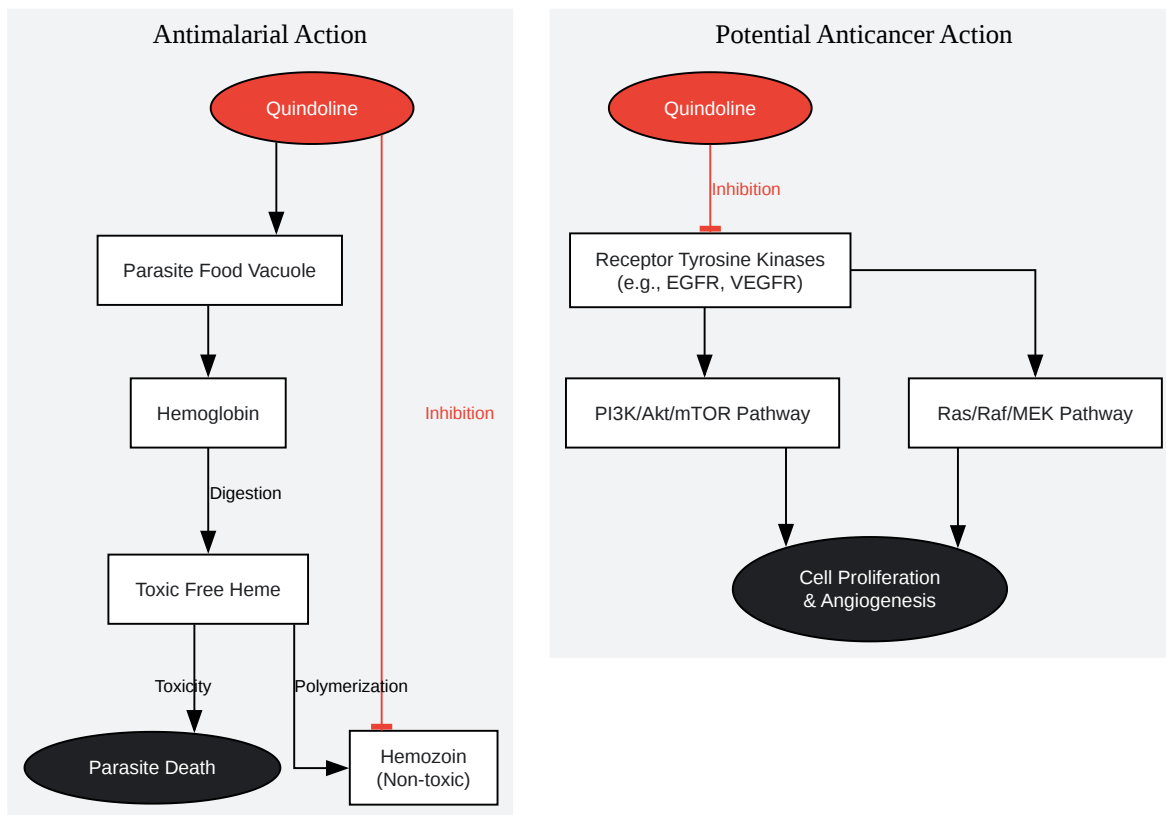 Antimalarial Action
Quindoline
Parasite Food Vacuole
Hemoglobin
Inhibition
Digestion
Toxic Free Heme
Toxicity
Polymerization
Parasite Death
Hemozoin
(Non-toxic)
Potential Anticancer Action
Quindoline
Inhibition
Receptor Tyrosine Kinases
(e.g., EGFR, VEGFR)
PI3K/Akt/mTOR Pathway
Ras/Raf/MEK Pathway
Cell Proliferation
& Angiogenesis